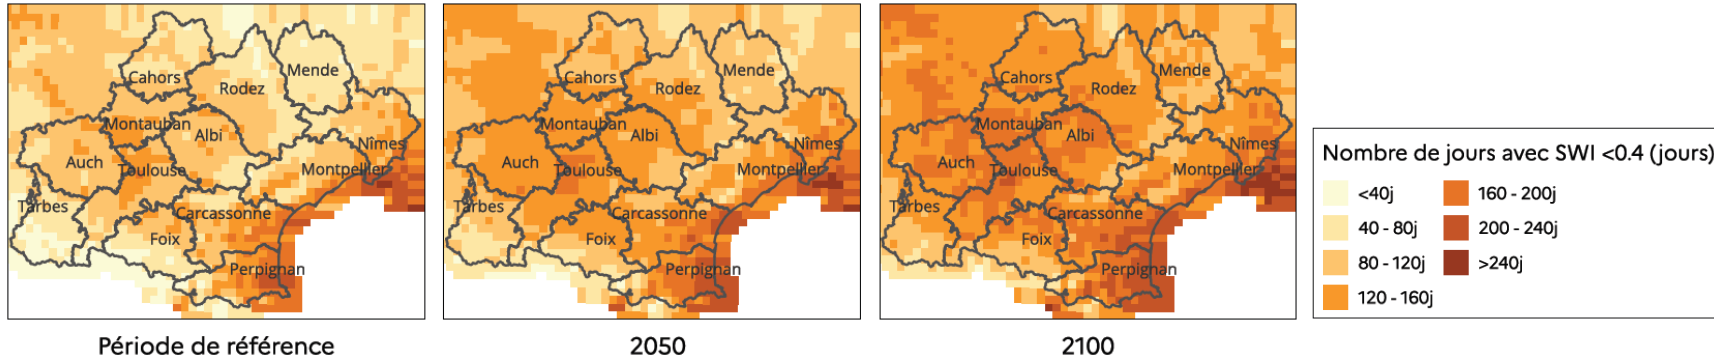 Cahors
Mende
Rodez
Montauban
Albi
Nîmes
Auch
Toulouse
Montpellier
Tarbes
Carcassonne
Foix
Perpignan
Période de référence
Cahors
Mende
Rodez
Montauban
Albi
Nîmes
Auch
Toulouse
Montpellier
Tarbes
Carcassonne
Foix
Perpignan
2050
Cahors
Mende
Rodez
Montauban
Albi
Nîmes
Auch
Toulouse
Montpellier
Tarbes
Carcassonne
Foix
Perpignan
2100
Nombre de jours avec SWI <0.4 (jours)
<40j
40 - 80j
80 - 120j
120 - 160j
160 - 200j
200 - 240j
>240j